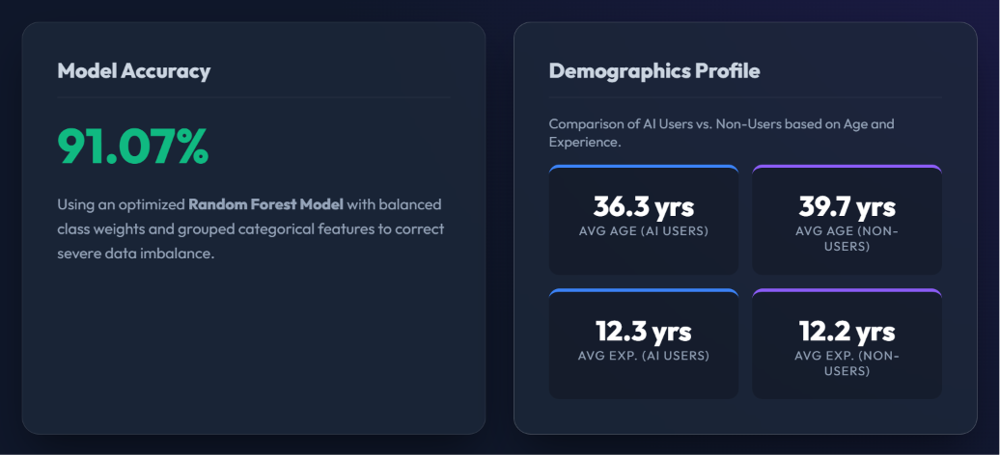 Model Accuracy
91.07%
Using an optimized Random Forest Model with balanced
class weights and grouped categorical features to correct
severe data imbalance.
Demographics Profile
Comparison of AI Users vs. Non-Users based on Age and
Experience.
36.3 yrs
AVG AGE (AI USERS)
39.7 yrs
AVG AGE (NON-
USERS)
12.3 yrs
AVG EXP. (AI USERS)
12.2 yrs
AVG EXP. (NON-
USERS)